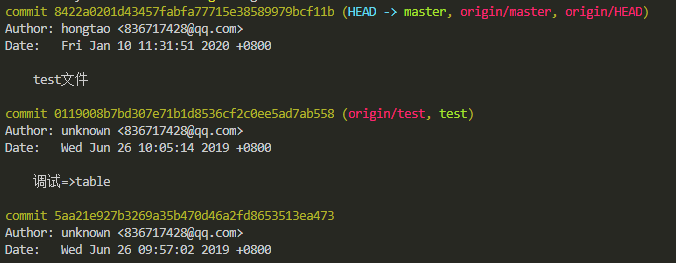 commit 8422a0201d43457fabfa77715e38589979bcf11b (HEAD -> master, origin/master, origin/HEAD)
Author: hongtao <836717428@qq.com>
Date:   Fri Jan 10 11:31:51 2020 +0800
test文件
commit 0119008b7bd307e71b1d8536cf2c0ee5ad7ab558 (origin/test, test)
Author: unknown <836717428@qq.com>
Date:   Wed Jun 26 10:05:14 2019 +0800
调试=>table
commit 5aa21e927b3269a35b470d46a2fd8653513ea473
Author: unknown <836717428@qq.com>
Date:   Wed Jun 26 09:57:02 2019 +0800